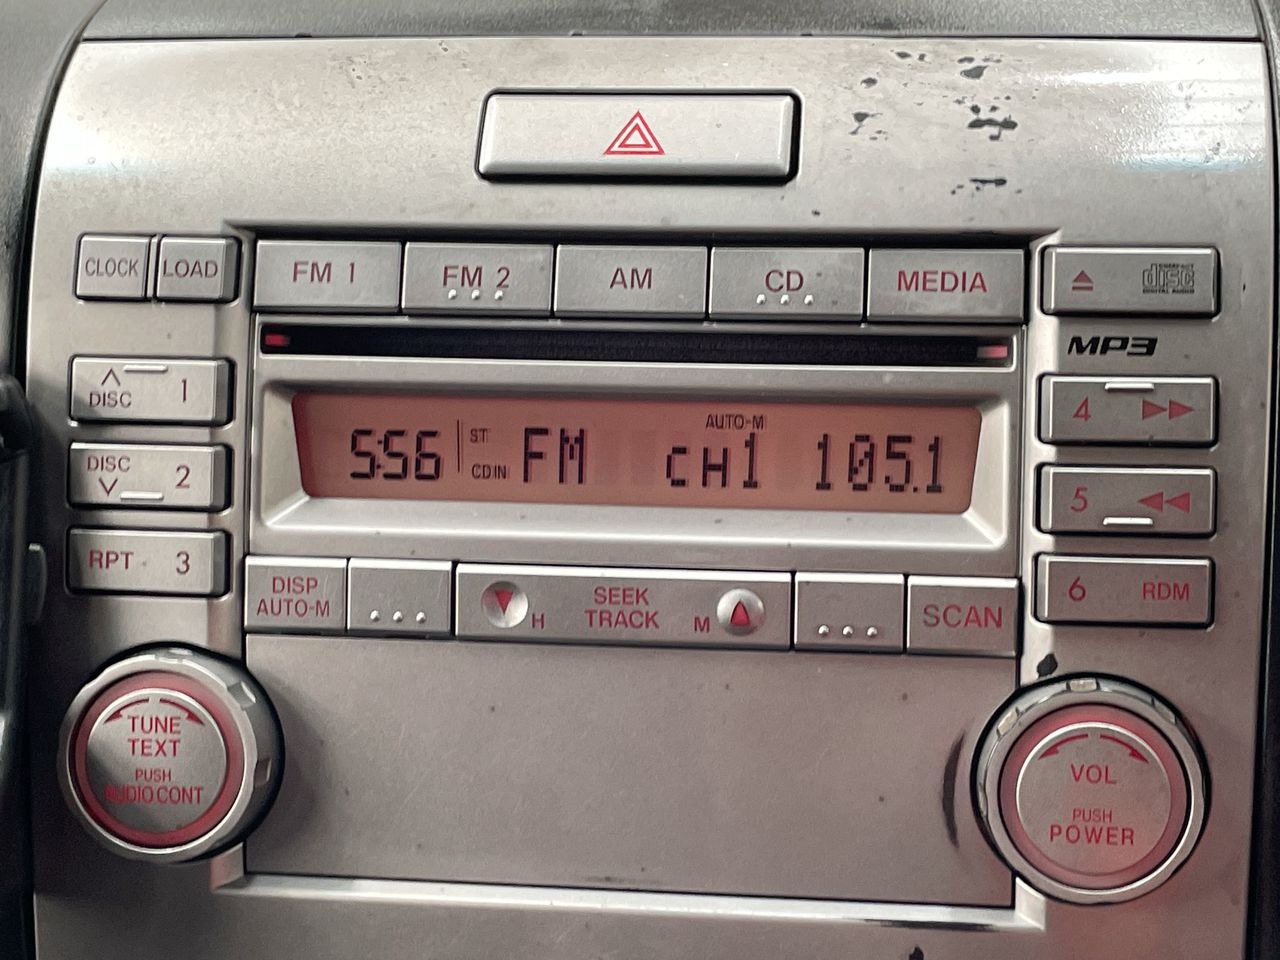 CLOCK LOAD FM 1 FM 2 AM CD MEDIA
COMPACT disc DIGITAL AUDIO
MP3
DISC 1
4
AUTO-M
5:56 ST CD IN FM CH1 105.1
DISC 2
5
RPT 3
6 RDM
DISP
AUTO-M
H SEEK
TRACK M
SCAN
TUNE
TEXT
PUSH
AUDIO CONT
VOL
PUSH
POWER